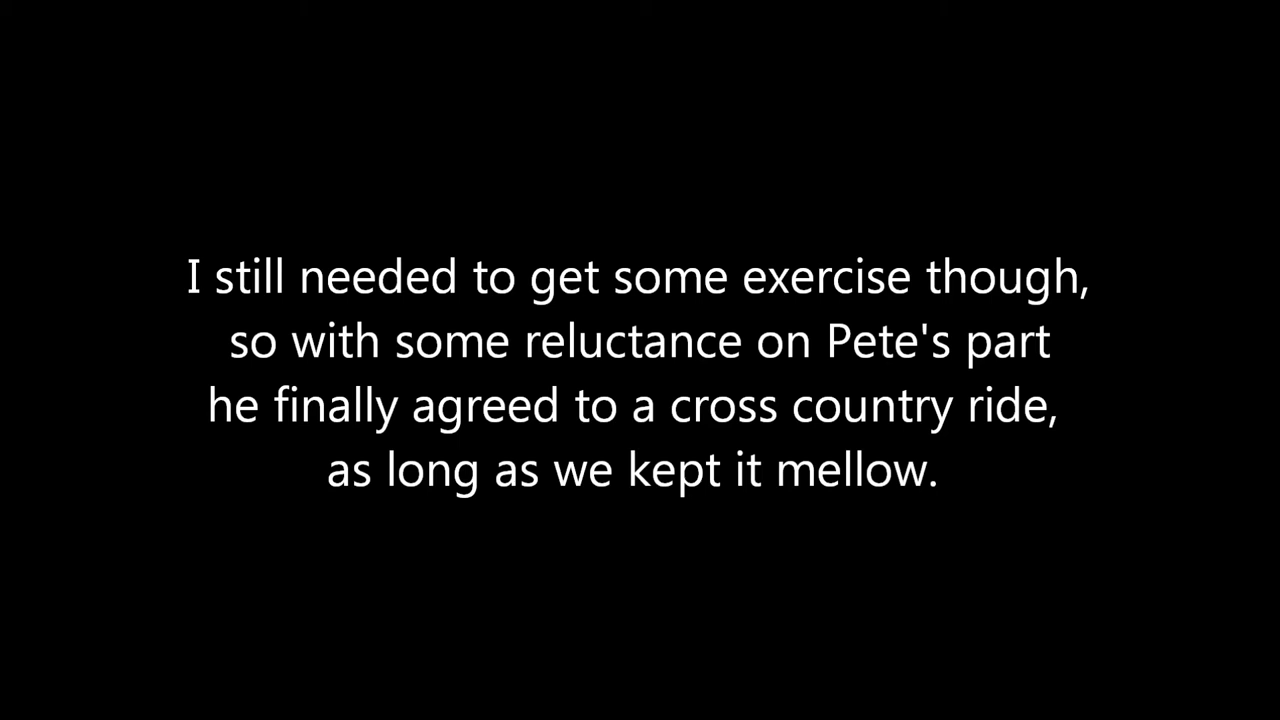 I still needed to get some exercise though,
so with some reluctance on Pete's part
he finally agreed to a cross country ride,
as long as we kept it mellow.